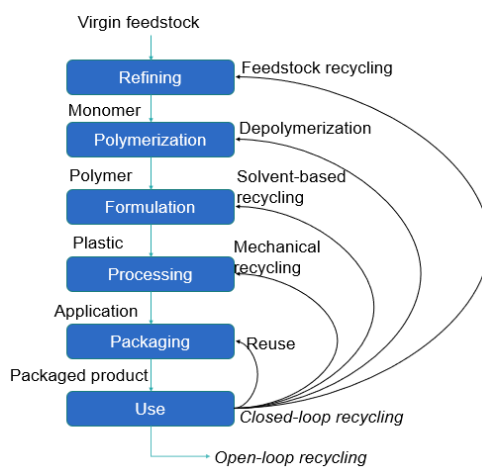 Virgin feedstock
Refining
Feedstock recycling
Monomer
Polymerization
Depolymerization
Polymer
Solvent-based
recycling
Formulation
Plastic
Mechanical
recycling
Processing
Application
Packaging
Reuse
Packaged product
Use
Closed-loop recycling
Open-loop recycling